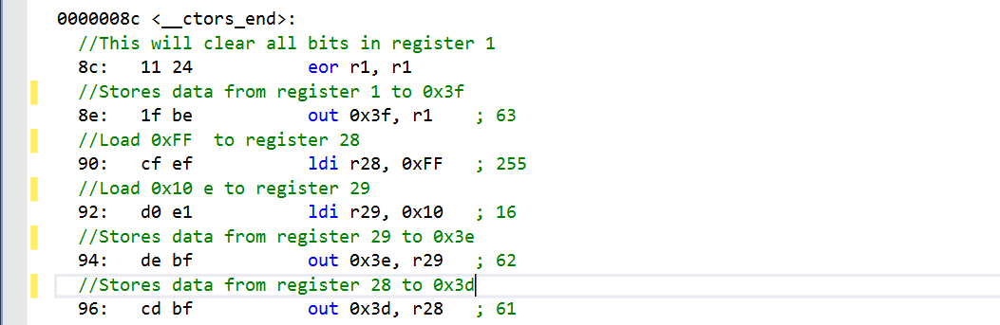 0000008c <__ctors_end>:
//This will clear all bits in register 1
8c: 11 24 eor r1, r1
//Stores data from register 1 to 0x3f
8e: 1f be out 0x3f, r1 ; 63
//Load 0xFF  to register 28
90: cf ef ldi r28, 0xFF ; 255
//Load 0x10 e to register 29
92: d0 e1 ldi r29, 0x10 ; 16
//Stores data from register 29 to 0x3e
94: de bf out 0x3e, r29 ; 62
//Stores data from register 28 to 0x3d
96: cd bf out 0x3d, r28 ; 61